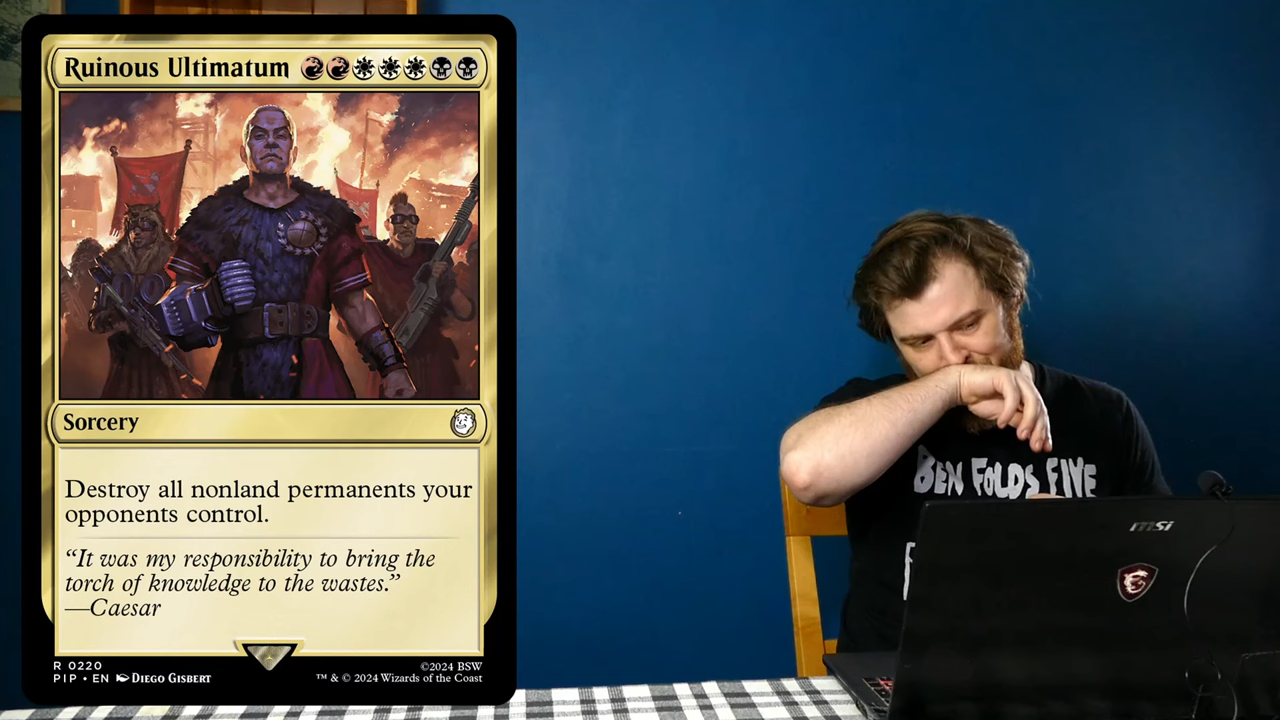 Ruinous Ultimatum
Sorcery
Destroy all nonland permanents your
opponents control.
“It was my responsibility to bring the
torch of knowledge to the wastes.”
—Caesar
R 0220
PIP • EN Diego Gisbert
©2024 BSW
™ & © 2024 Wizards of the Coast
BEN FOLDS FIVE
msi